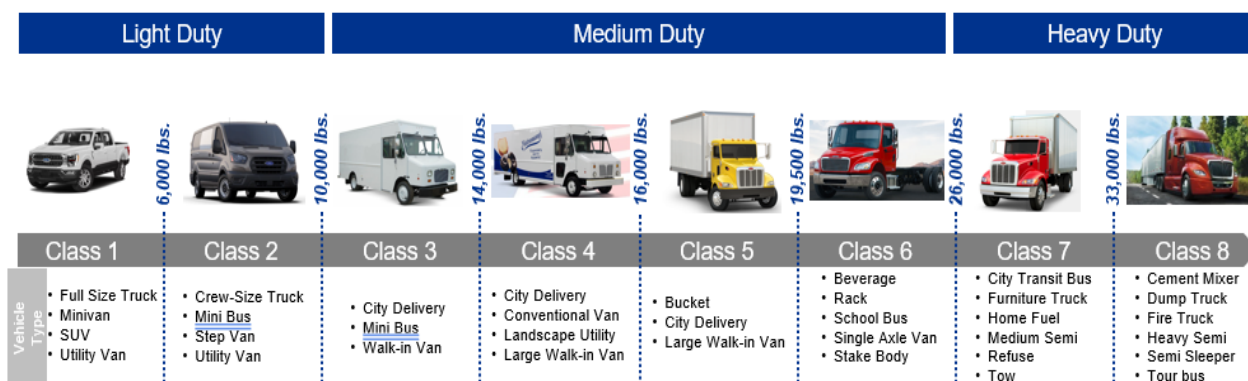 Light Duty
Medium Duty
Heavy Duty
6,000 lbs.
10,000 lbs.
14,000 lbs.
16,000 lbs.
19,500 lbs.
26,000 lbs.
33,000 lbs.
Class 1
Class 2
Class 3
Class 4
Class 5
Class 6
Class 7
Class 8
Vehicle
Type
• Full Size Truck
• Minivan
• SUV
• Utility Van
• Crew-Size Truck
• Mini Bus
• Step Van
• Utility Van
• City Delivery
• Mini Bus
• Walk-in Van
• City Delivery
• Conventional Van
• Landscape Utility
• Large Walk-in Van
• Bucket
• City Delivery
• Large Walk-in Van
• Beverage
• Rack
• School Bus
• Single Axle Van
• Stake Body
• City Transit Bus
• Furniture Truck
• Home Fuel
• Medium Semi
• Refuse
• Tow
• Cement Mixer
• Dump Truck
• Fire Truck
• Heavy Semi
• Semi Sleeper
• Tour bus